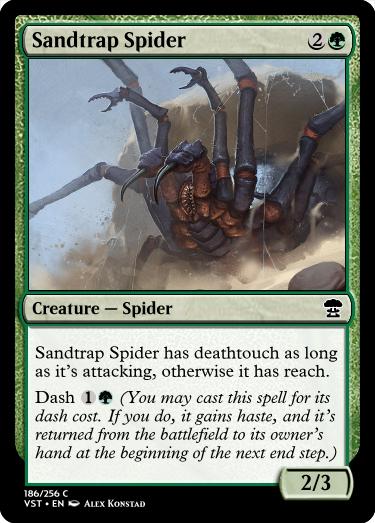 Sandtrap Spider 2
Creature — Spider
Sandtrap Spider has deathtouch as long
as it's attacking, otherwise it has reach.
Dash 1 (You may cast this spell for its
dash cost. If you do, it gains haste, and it's
returned from the battlefield to its owner's
hand at the beginning of the next end step.)
2/3
186/256 C
VST • EN Alex Konstad